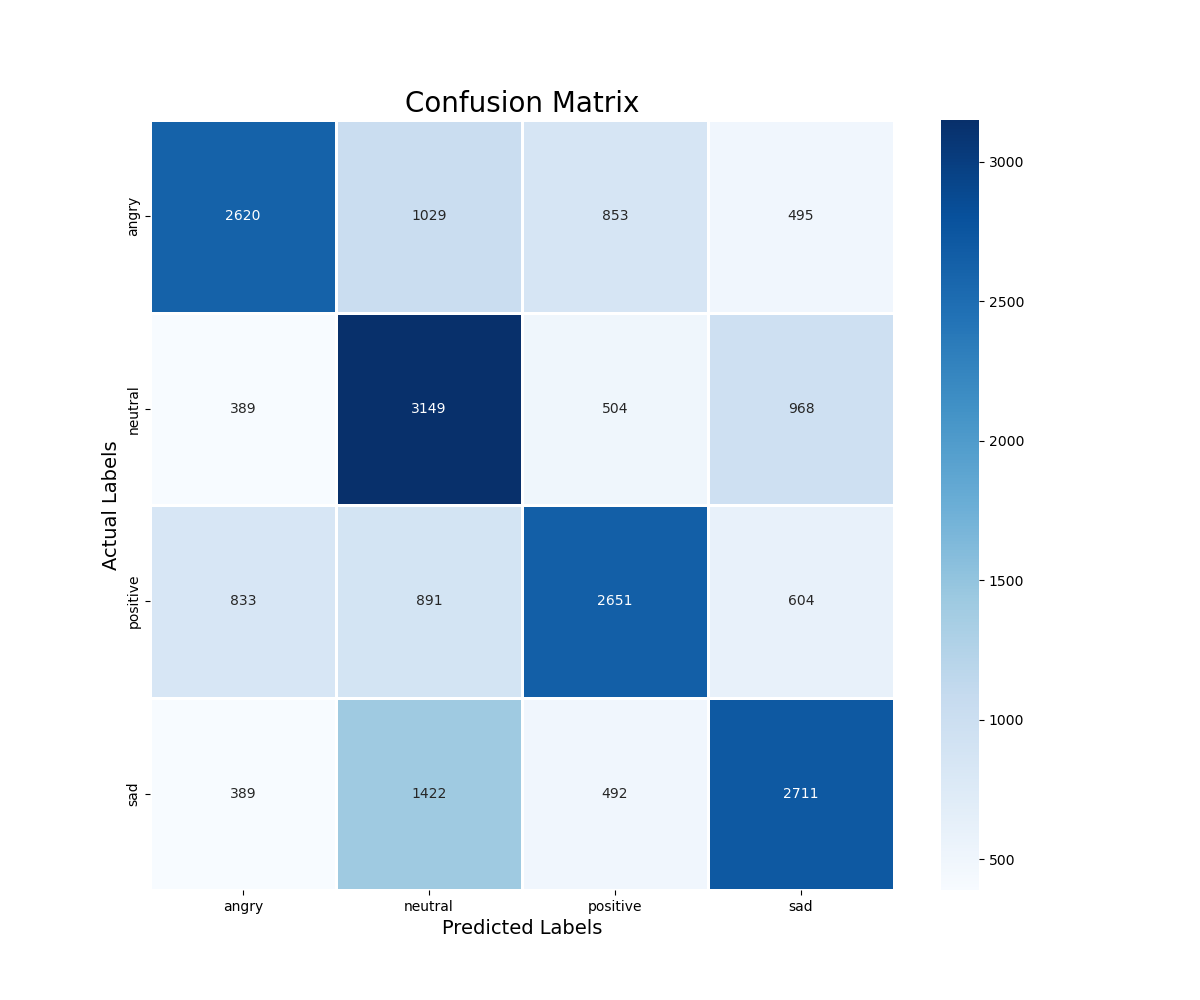 Confusion Matrix
angry 2620 1029 853 495
neutral 389 3149 504 968
positive 833 891 2651 604
sad 389 1422 492 2711
angry neutral positive sad
Predicted Labels
Actual Labels
3000
2500
2000
1500
1000
500